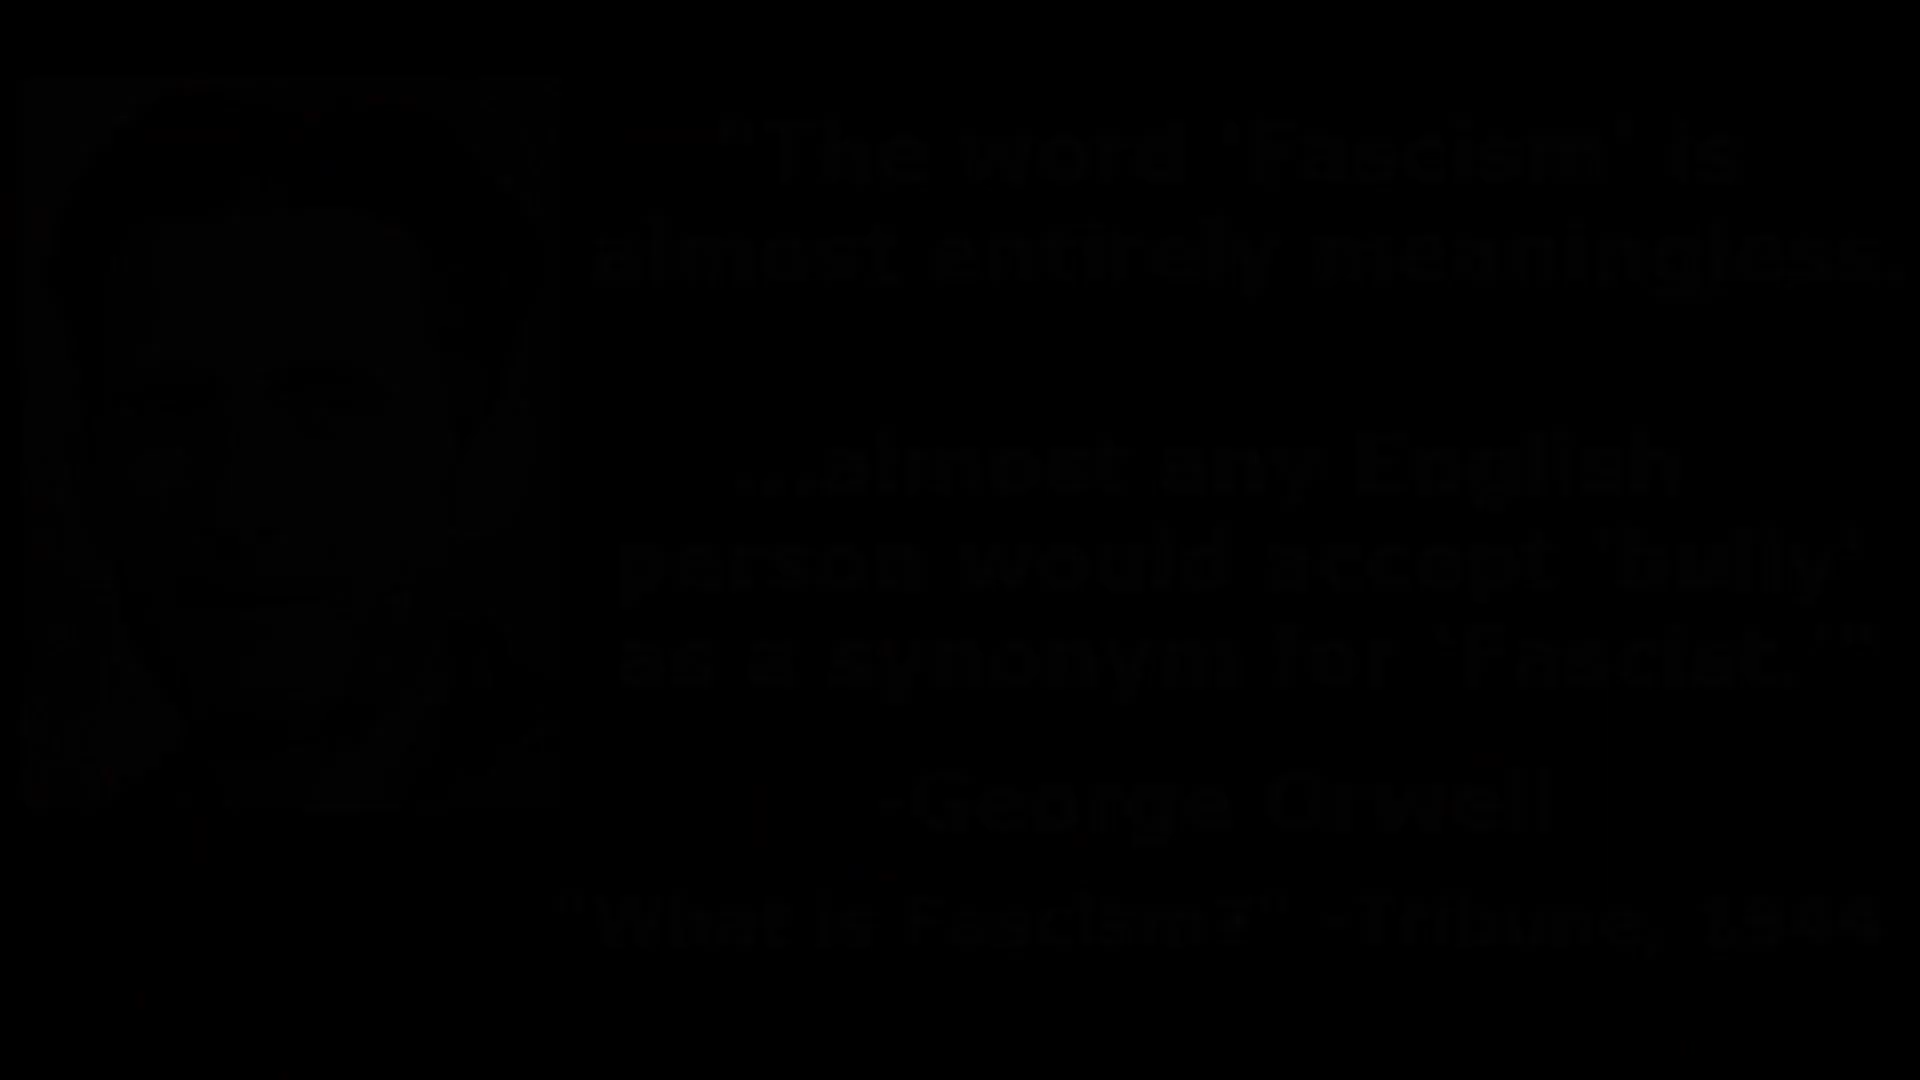 "The word 'Fascism' is
almost entirely meaningless.
...almost any English
person would accept 'bully'
as a synonym for 'Fascist.'"
-George Orwell
"What is Fascism?" -Tribune, 1944